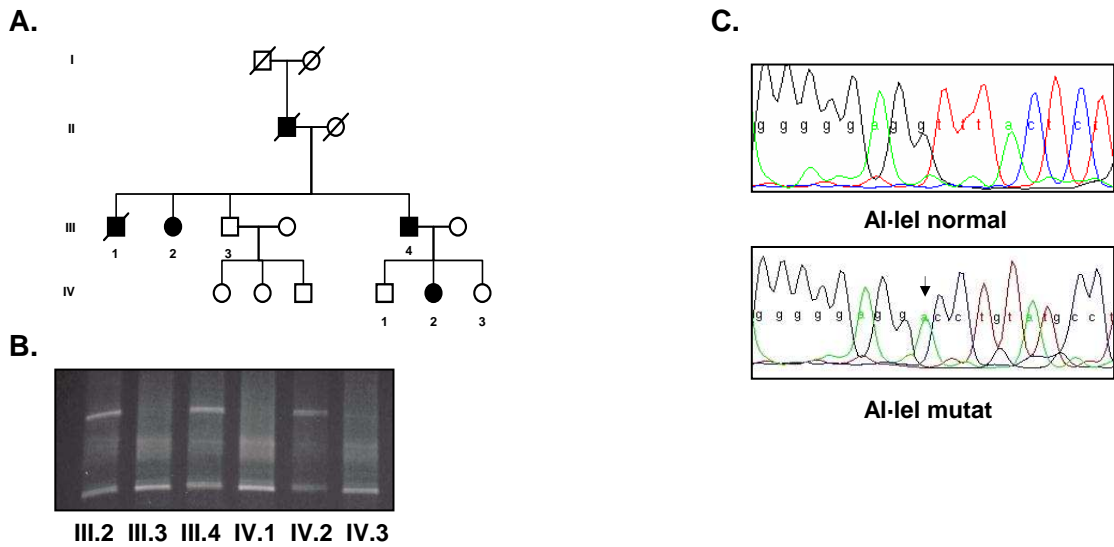 A.
I
II
III
1 2 3 4
IV
1 2 3
B.
III.2 III.3 III.4 IV.1 IV.2 IV.3
C.
g g g g g a g g t t t a c t c t
Al·lel normal
g g g g g a g g a c c t g t a t g c c t
Al·lel mutat